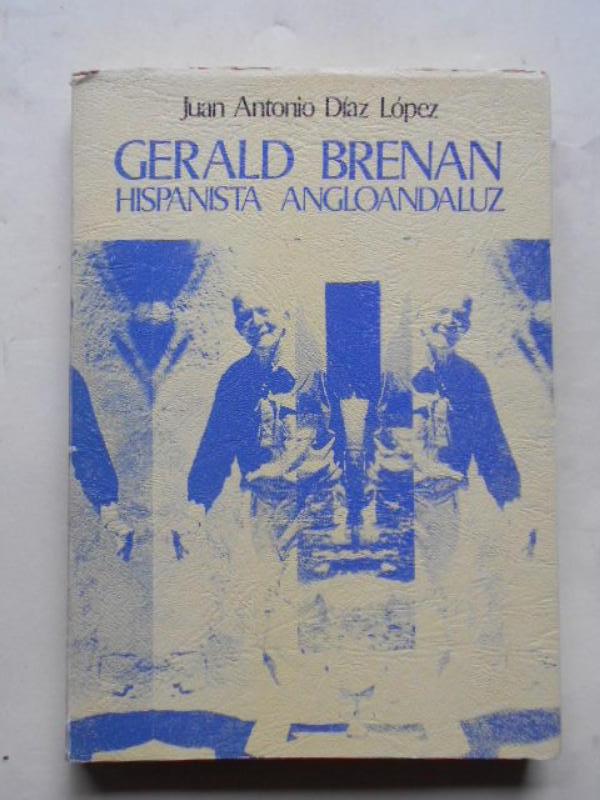 Juan Antonio Díaz López
GERALD BRENAN
HISPANISTA ANGLOANDALUZ